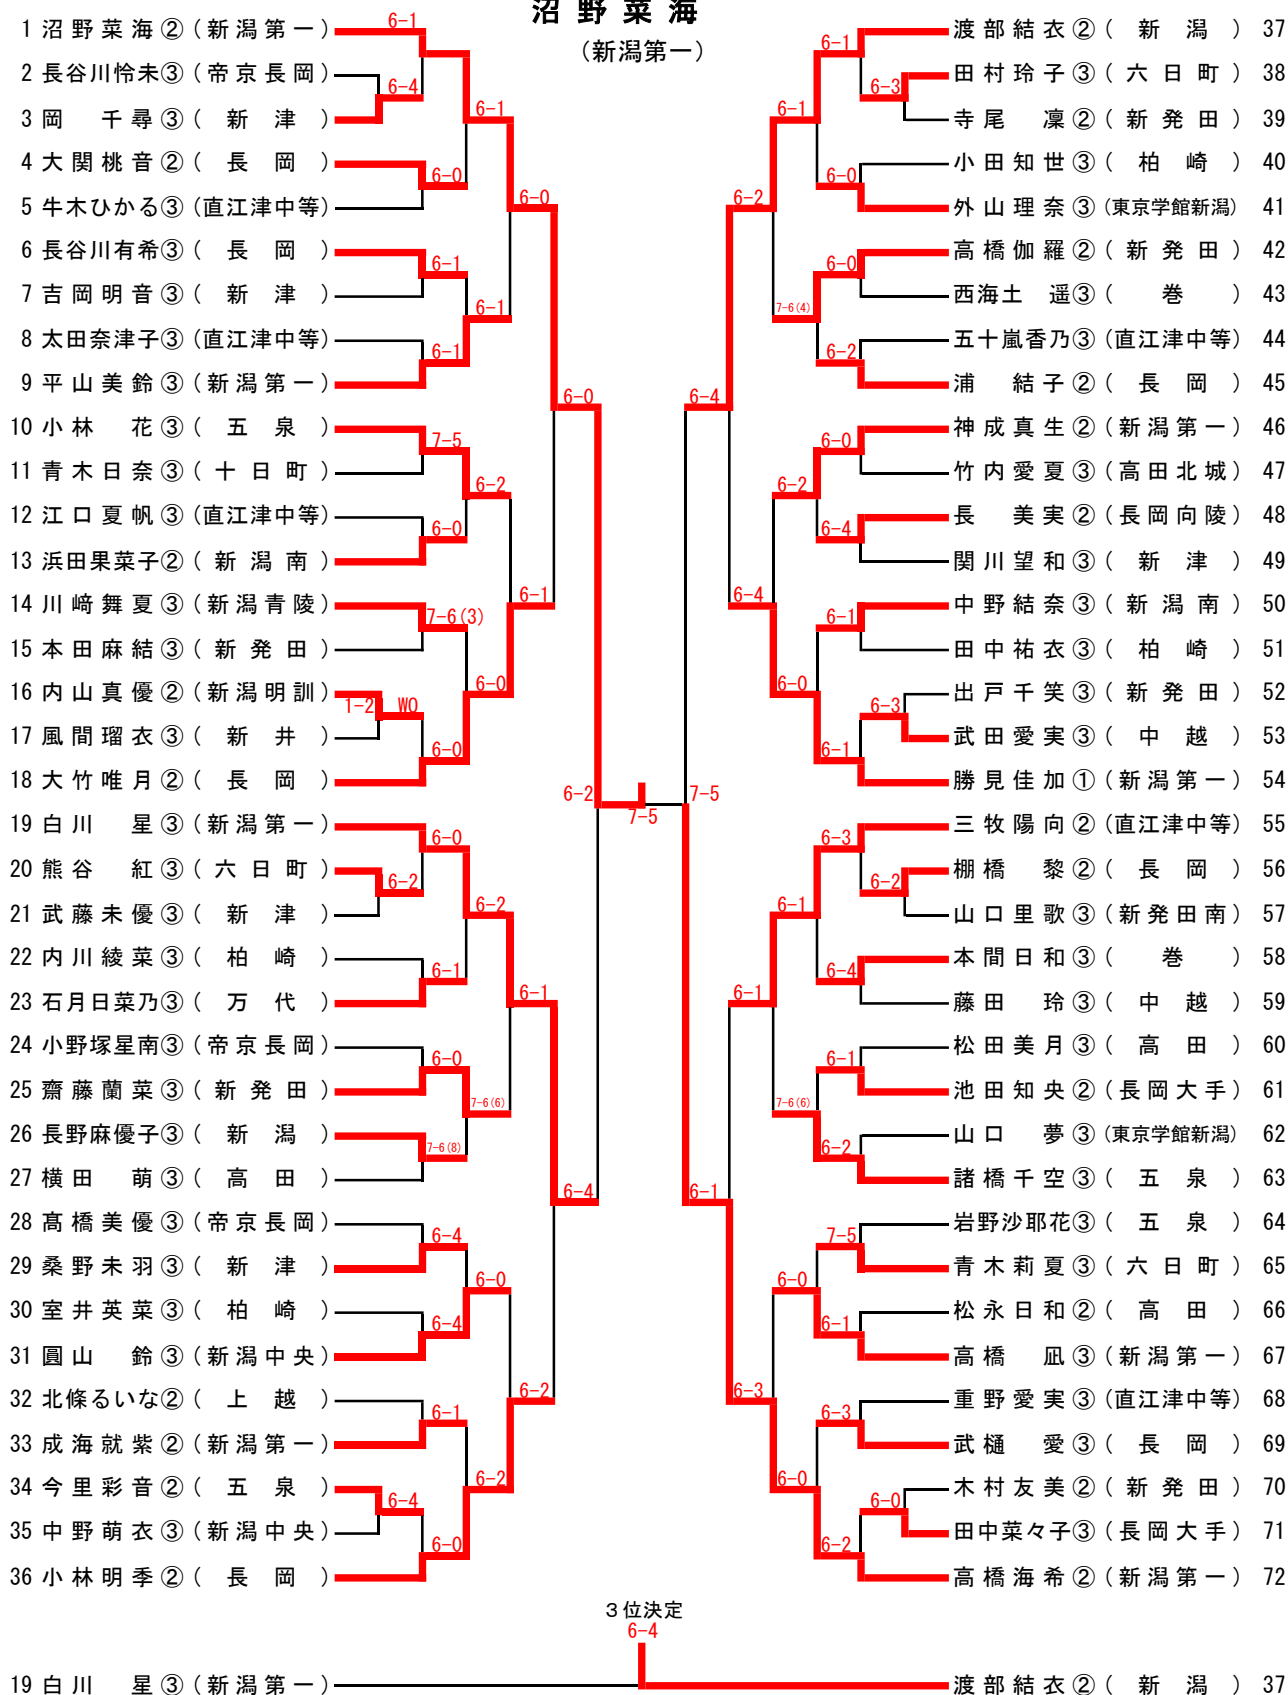 沼野菜海
(新潟第一)
1 沼野菜海②(新潟第一) 6-1
2 長谷川怜未③(帝京長岡)
6-4
3 岡 千尋③(新津)
6-1
4 大関桃音②(長岡)
6-0
5 牛木ひかる③(直江津中等)
6-0
6 長谷川有希③(長岡)
6-1
7 吉岡明音③(新津)
6-1
8 太田奈津子③(直江津中等)
6-1
9 平山美鈴③(新潟第一)
6-0
10 小林 花③(五泉)
7-5
11 青木日奈③(十日町)
6-2
12 江口夏帆③(直江津中等)
6-0
13 浜田果菜子②(新潟南)
6-1
14 川﨑舞夏③(新潟青陵)
7-6(3)
15 本田麻結③(新発田)
6-0
16 内山真優②(新潟明訓)
1-2 WO
17 風間瑠衣③(新井)
6-0
18 大竹唯月②(長岡)
6-2
7-5
19 白川 星③(新潟第一)
6-0
20 熊谷 紅③(六日町)
6-2
21 武藤未優③(新津)
6-2
22 内川綾菜③(柏崎)
6-1
23 石月日菜乃③(万代)
6-1
24 小野塚星南③(帝京長岡)
6-0
25 齋藤蘭菜③(新発田)
7-6(6)
26 長野麻優子③(新潟)
7-6(8)
27 横田 萌③(高田)
6-4
28 髙橋美優③(帝京長岡)
6-4
29 桑野未羽③(新津)
6-0
30 室井英菜③(柏崎)
6-4
31 圓山 鈴③(新潟中央)
6-2
32 北條るいな②(上越)
6-1
33 成海就紫②(新潟第一)
6-2
34 今里彩音②(五泉)
6-4
35 中野萌衣③(新潟中央)
6-0
36 小林明季②(長岡)
渡部結衣②(新潟) 37
6-1
田村玲子③(六日町) 38
6-3
寺尾 凜②(新発田) 39
6-1
小田知世③(柏崎) 40
6-0
外山理奈③(東京学館新潟) 41
6-2
高橋伽羅②(新発田) 42
6-0
西海土 遥③(巻) 43
7-6(4)
五十嵐香乃③(直江津中等) 44
6-2
浦 結子②(長岡) 45
6-4
神成真生②(新潟第一) 46
6-0
竹内愛夏③(高田北城) 47
6-2
長 美実②(長岡向陵) 48
6-4
関川望和③(新津) 49
6-4
中野結奈③(新潟南) 50
6-1
田中祐衣③(柏崎) 51
6-0
出戸千笑③(新発田) 52
6-3
武田愛実③(中越) 53
6-1
勝見佳加①(新潟第一) 54
7-5
三牧陽向②(直江津中等) 55
6-3
棚橋 黎②(長岡) 56
6-2
山口里歌③(新発田南) 57
6-1
本間日和③(巻) 58
6-4
藤田 玲③(中越) 59
6-1
松田美月③(高田) 60
6-1
池田知央②(長岡大手) 61
7-6(6)
山口 夢③(東京学館新潟) 62
6-2
諸橋千空③(五泉) 63
6-1
岩野沙耶花③(五泉) 64
7-5
青木莉夏③(六日町) 65
6-0
松永日和②(高田) 66
6-1
高橋 凪③(新潟第一) 67
6-3
重野愛実③(直江津中等) 68
6-3
武樋 愛③(長岡) 69
6-0
木村友美②(新発田) 70
6-0
田中菜々子③(長岡大手) 71
6-2
高橋海希②(新潟第一) 72
3位決定
6-4
19 白川 星③(新潟第一) 渡部結衣②(新潟) 37